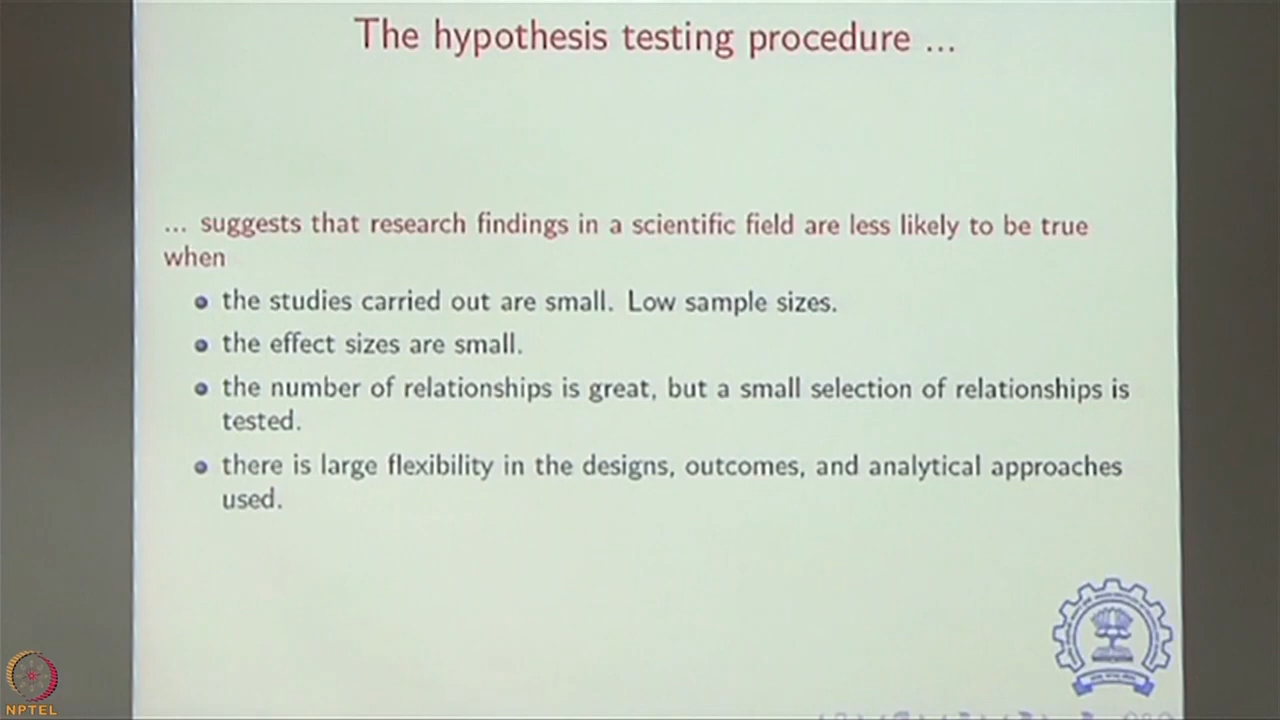 The hypothesis testing procedure ...
... suggests that research findings in a scientific field are less likely to be true
when
the studies carried out are small. Low sample sizes.
the effect sizes are small.
the number of relationships is great, but a small selection of relationships is
tested.
there is large flexibility in the designs, outcomes, and analytical approaches
used.
NPTEL